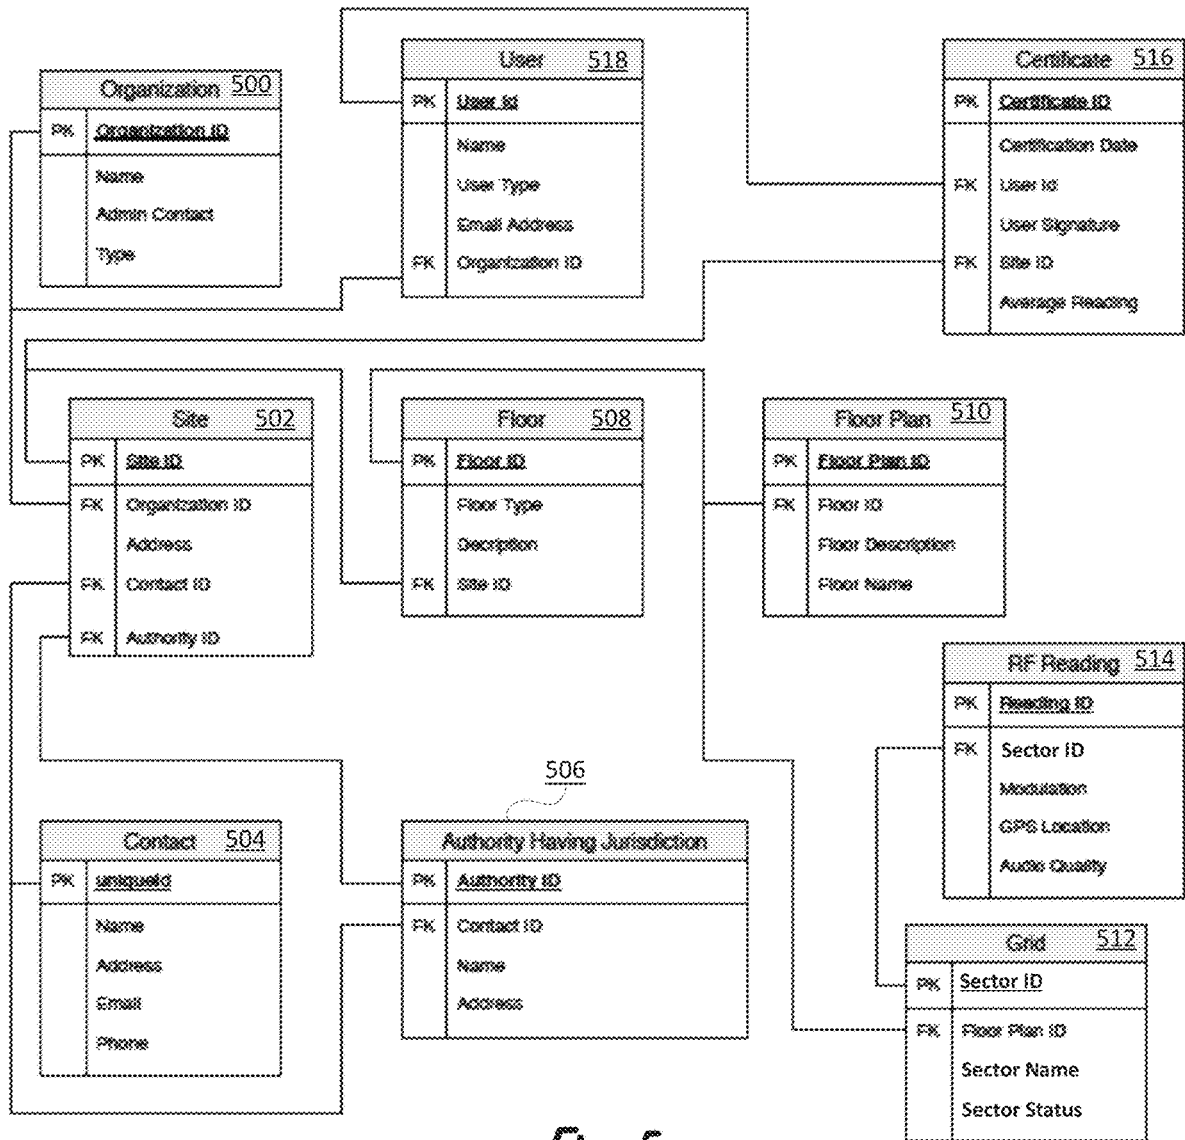 Organization 500
PK Organization ID
Name
Admin Contact
Type
User 518
PK User Id
Name
User Type
Email Address
FK Organization ID
Certificate 516
PK Certificate ID
Certification Date
FK User Id
User Signature
FK Site ID
Average Reading
Site 502
PK Site ID
FK Organization ID
Address
FK Contact ID
FK Authority ID
Floor 508
PK Floor ID
Floor Type
Decription
FK Site ID
Floor Plan 510
PK Floor Plan ID
FK Floor ID
Floor Description
Floor Name
RF Reading 514
PK Reading ID
FK Sector ID
Modulation
GPS Location
Audio Quality
Contact 504
PK uniqueId
Name
Address
Email
Phone
506
Authority Having Jurisdiction
PK Authority ID
FK Contact ID
Name
Address
Grid 512
PK Sector ID
FK Floor Plan ID
Sector Name
Sector Status